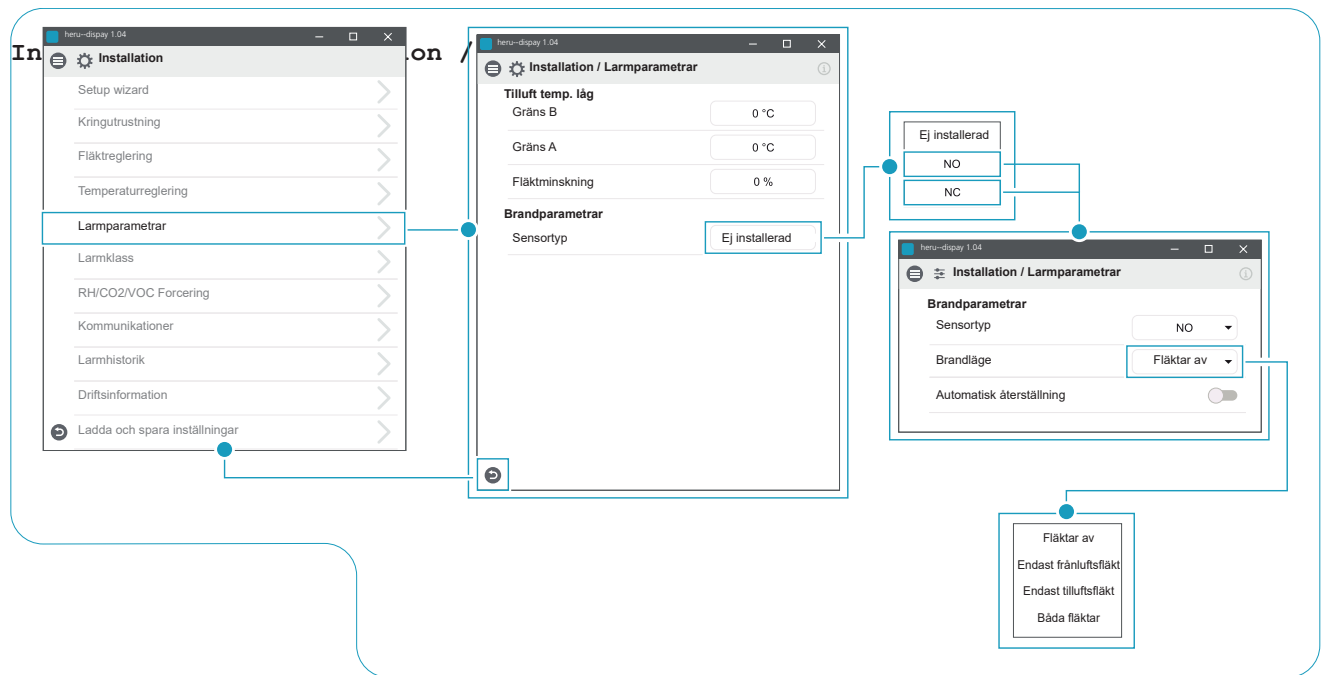 heru-dispay 1.04
Installation
Setup wizard
Kringutrustning
Fläktreglering
Temperaturreglering
Larmparametrar
Larmklass
RH/CO2/VOC Forcering
Kommunikationer
Larmhistorik
Driftsinformation
Ladda och spara inställningar
In
on /
heru-dispay 1.04
Installation / Larmparametrar
Tilluft temp. låg
Gräns B 0 °C
Gräns A 0 °C
Fläktminskning 0 %
Brandparametrar
Sensortyp Ej installerad
Ej installerad
NO
NC
heru-dispay 1.04
Installation / Larmparametrar
Brandparametrar
Sensortyp NO
Brandläge Fläktar av
Automatisk återställning
Fläktar av
Endast frånluftsfläkt
Endast tilluftsfläkt
Båda fläktar